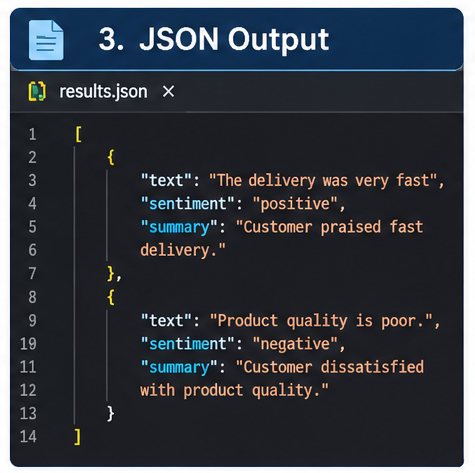 3. JSON Output
results.json ×
1 [
2 {
3 "text": "The delivery was very fast",
4 "sentiment": "positive",
5 "summary": "Customer praised fast
6 delivery."
7 },
8 {
9 "text": "Product quality is poor.",
19 "sentiment": "negative",
11 "summary": "Customer dissatisfied
12 with product quality."
13 }
14 ]